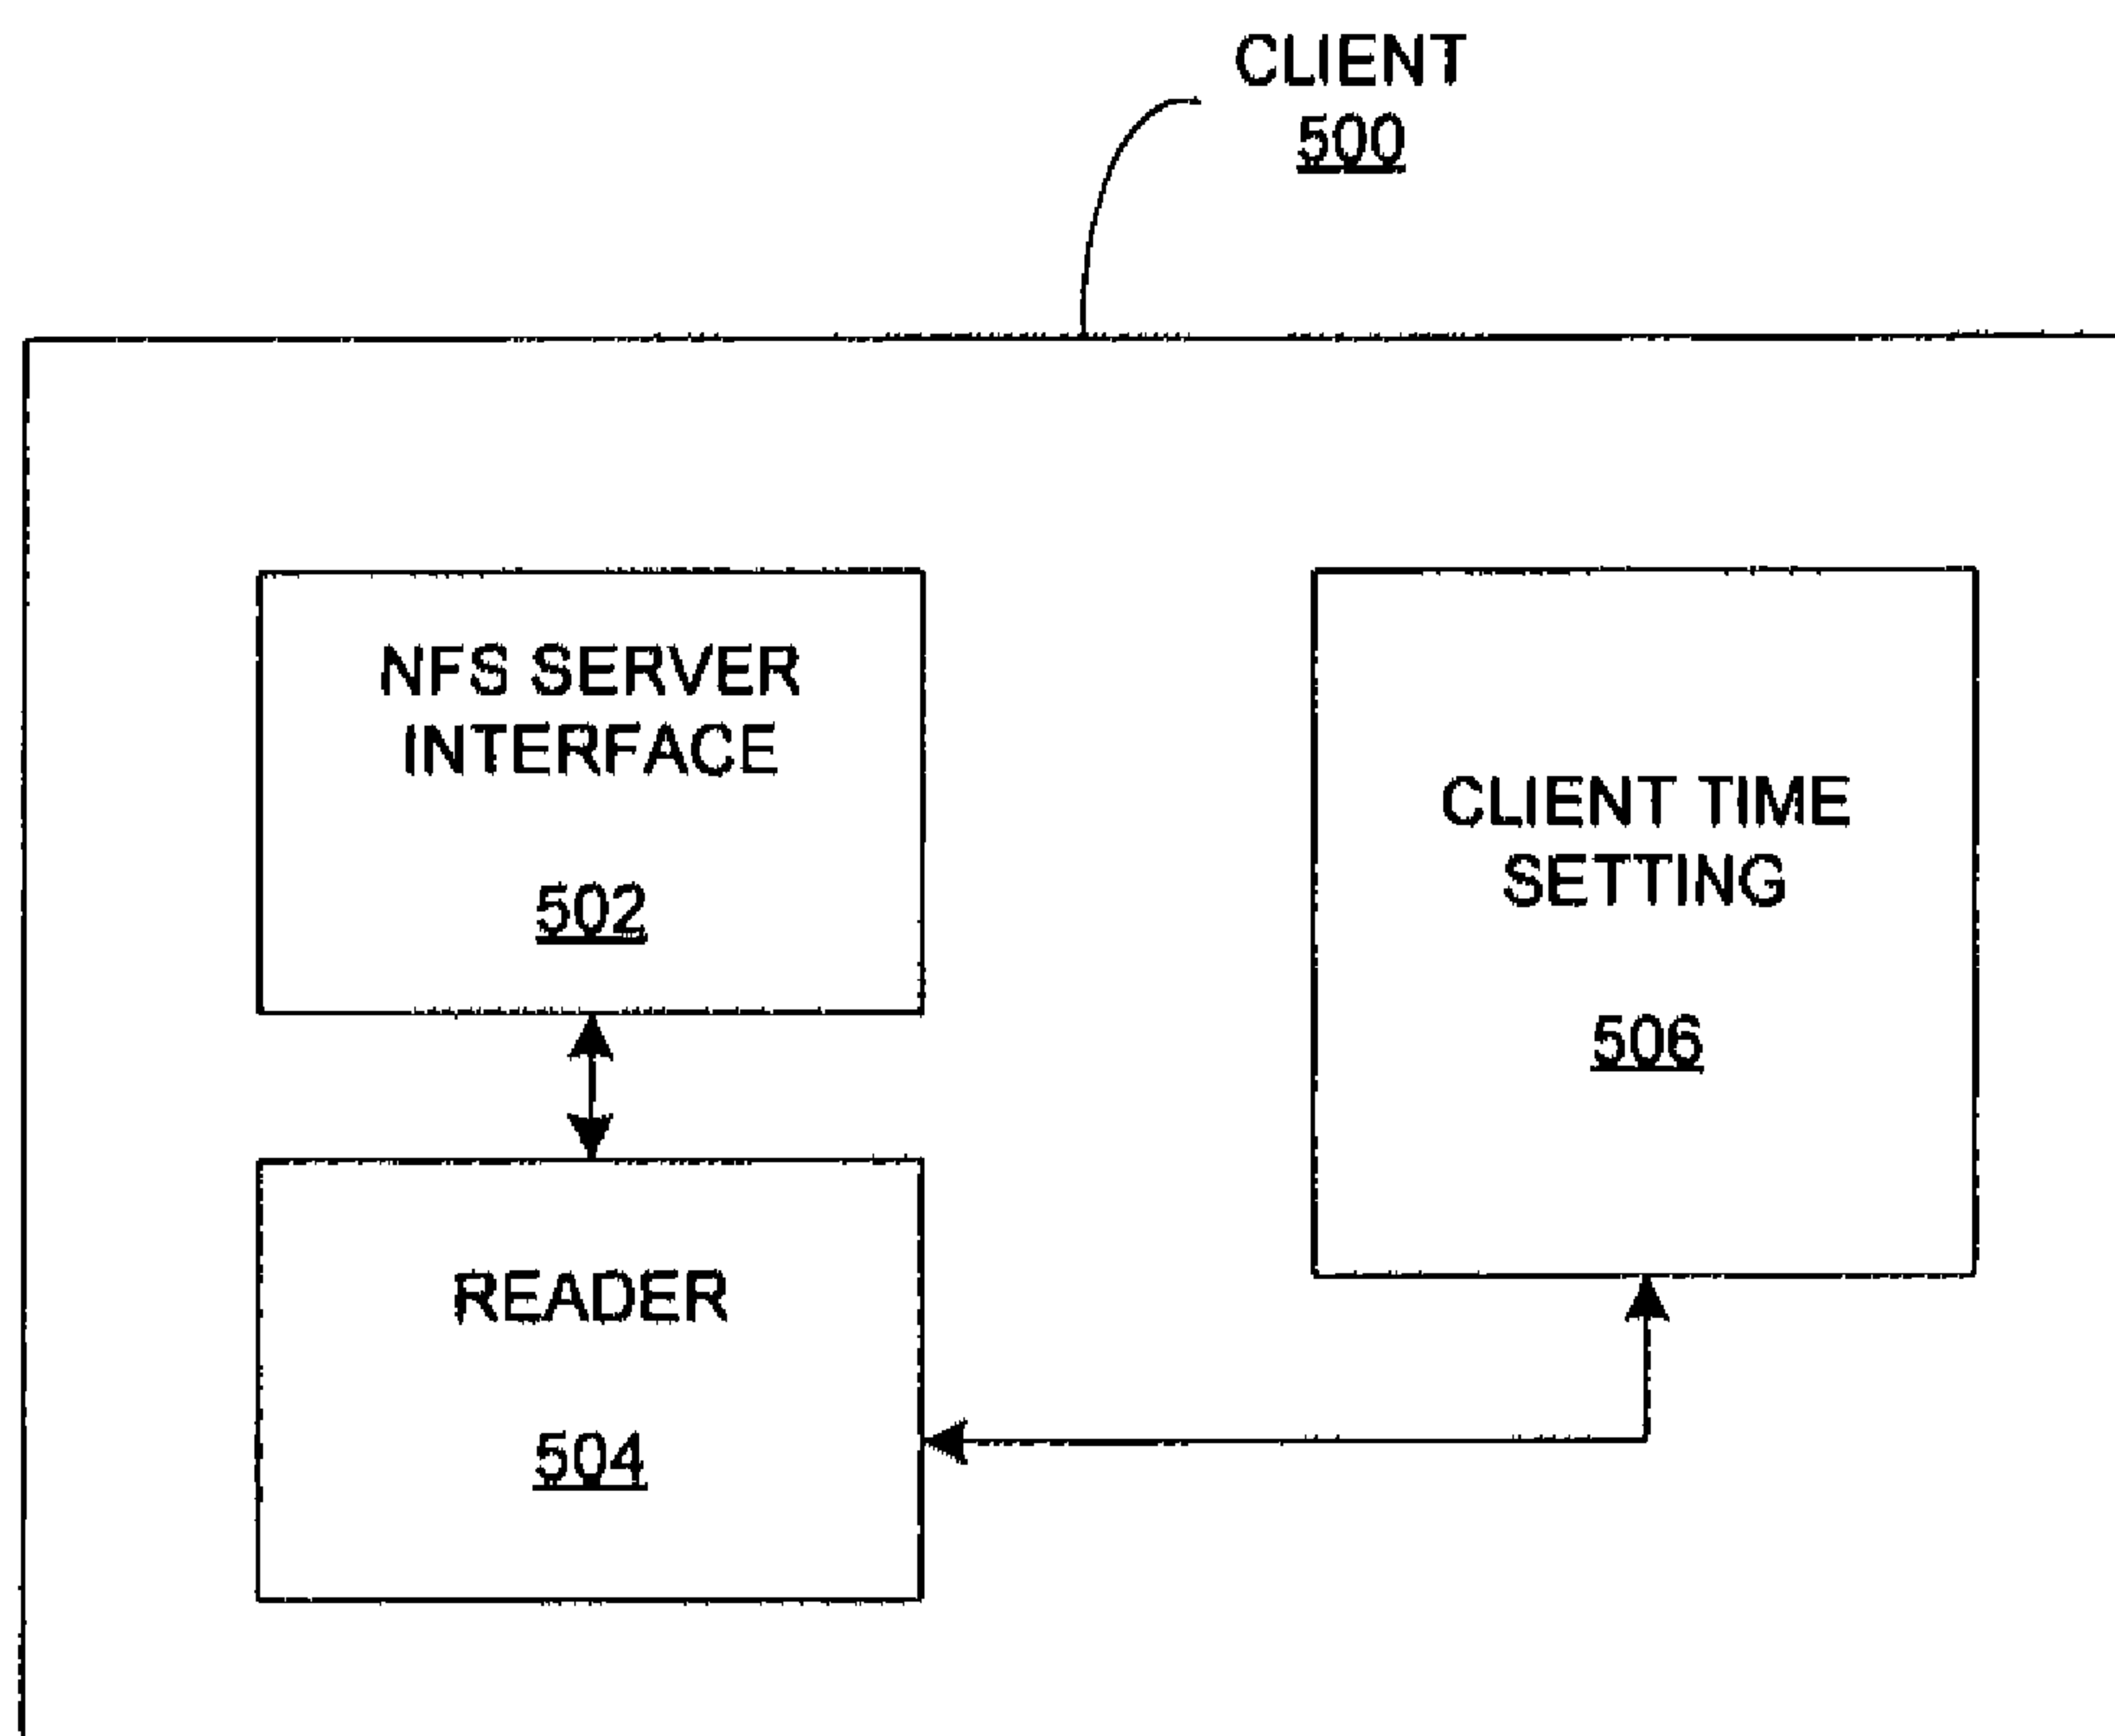 CLIENT
500
NFS SERVER
INTERFACE
502
CLIENT TIME
SETTING
506
READER
504